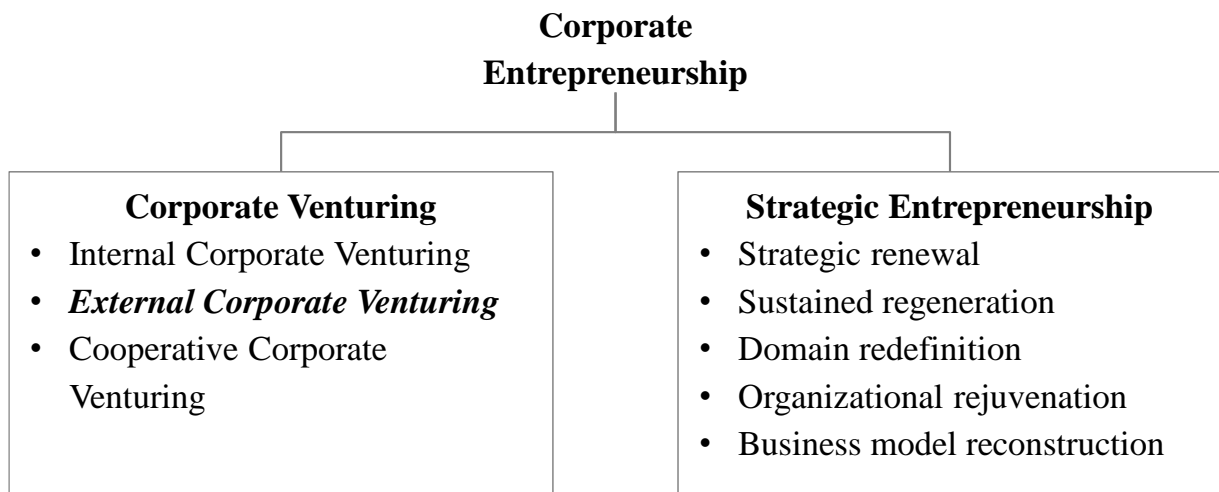 Corporate
Entrepreneurship
Corporate Venturing
• Internal Corporate Venturing
• External Corporate Venturing
• Cooperative Corporate
Venturing
Strategic Entrepreneurship
• Strategic renewal
• Sustained regeneration
• Domain redefinition
• Organizational rejuvenation
• Business model reconstruction